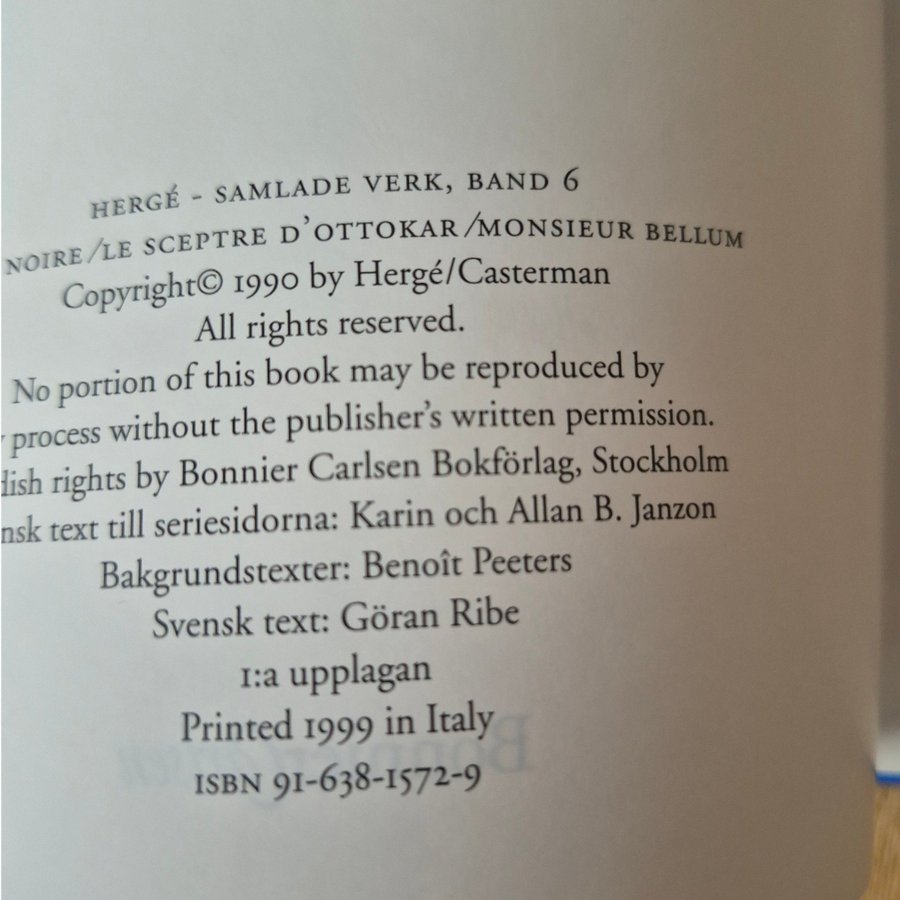 HERGÉ - SAMLADE VERK, BAND 6
NOIRE/LE SCEPTRE D'OTTOKAR/MONSIEUR BELLUM
Copyright© 1990 by Hergé/Casterman
All rights reserved.
No portion of this book may be reproduced by
process without the publisher's written permission.
rights by Bonnier Carlsen Bokförlag, Stockholm
text till seriesidorna: Karin och Allan B. Janzon
Bakgrundstexter: Benoît Peeters
Svensk text: Göran Ribe
1:a upplagan
Printed 1999 in Italy
ISBN 91-638-1572-9